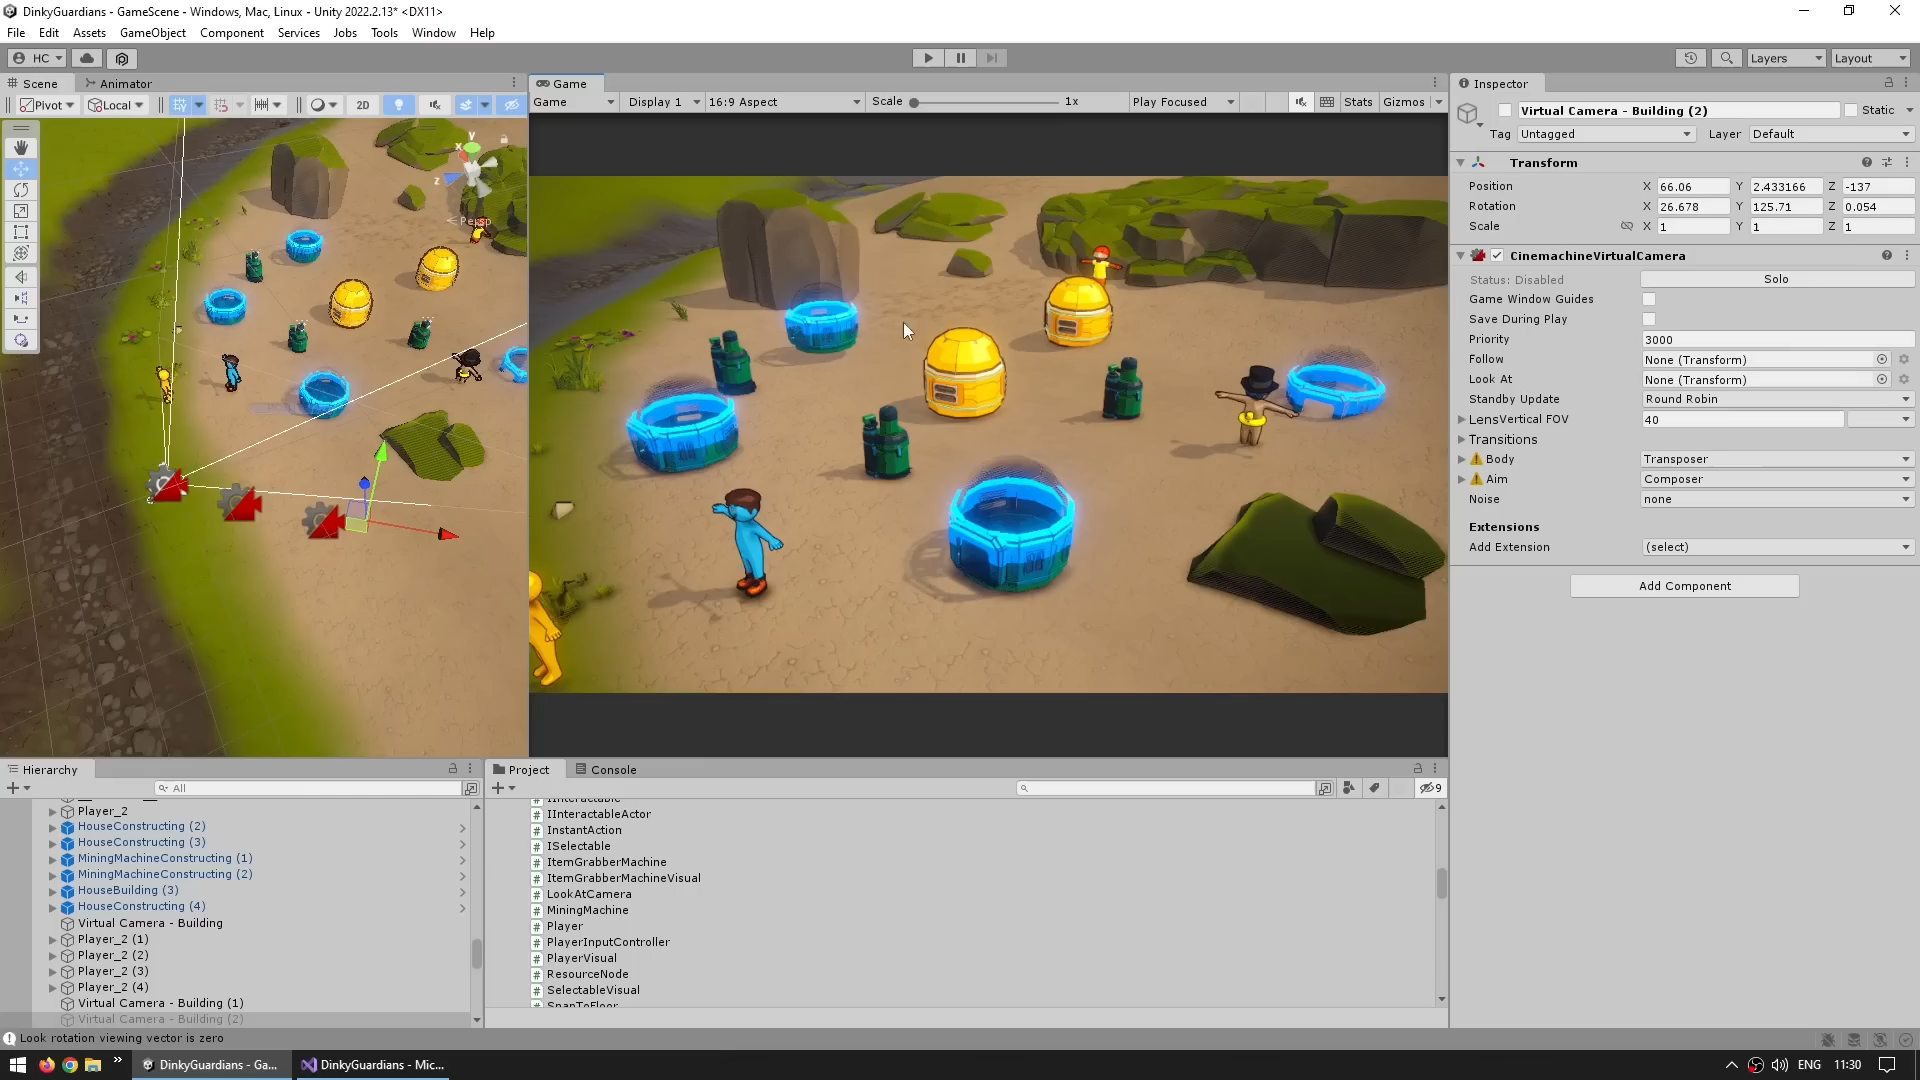 DinkyGuardians - GameScene - Windows, Mac, Linux - Unity 2022.2.13* <DX11>
File Edit Assets GameObject Component Services Jobs Tools Window Help
HC Layers Layout
Scene Animator Game Inspector
Pivot Local 2D
Game Display 1 16:9 Aspect Scale 1x Play Focused Stats Gizmos
y
x
z
Persp
Virtual Camera - Building (2) Static
Tag Untagged Layer Default
Transform
Position X 66.06 Y 2.433166 Z -137
Rotation X 26.678 Y 125.71 Z 0.054
Scale X 1 Y 1 Z 1
CinemachineVirtualCamera
Status: Disabled Solo
Game Window Guides
Save During Play
Priority 3000
Follow None (Transform)
Look At None (Transform)
Standby Update Round Robin
LensVertical FOV 40
Transitions
Body Transposer
Aim Composer
Noise none
Extensions
Add Extension (select)
Add Component
Hierarchy
All
Player_2
HouseConstructing (2)
HouseConstructing (3)
MiningMachineConstructing (1)
MiningMachineConstructing (2)
HouseBuilding (3)
HouseConstructing (4)
Virtual Camera - Building
Player_2 (1)
Player_2 (2)
Player_2 (3)
Player_2 (4)
Virtual Camera - Building (1)
Virtual Camera - Building (2)
Project Console
9
IInteractable
IInteractableActor
InstantAction
ISelectable
ItemGrabberMachine
ItemGrabberMachineVisual
LookAtCamera
MiningMachine
Player
PlayerInputController
PlayerVisual
ResourceNode
SelectableVisual
SnapToFloor
Look rotation viewing vector is zero
DinkyGuardians - Ga... DinkyGuardians - Mic... ENG 11:30